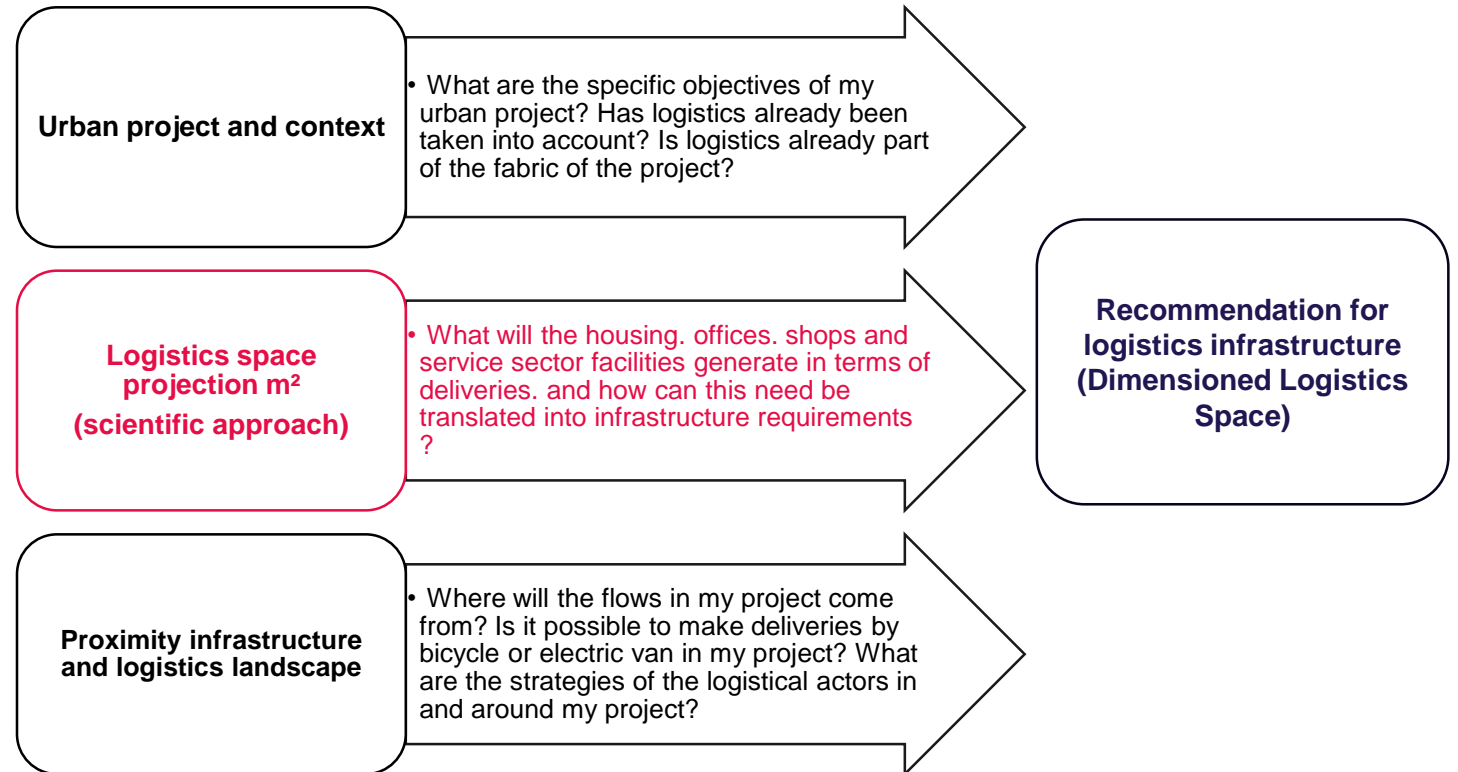 Urban project and context
• What are the specific objectives of my
urban project? Has logistics already been
taken into account? Is logistics already part
of the fabric of the project?
Logistics space
projection m²
(scientific approach)
• What will the housing. offices. shops and
service sector facilities generate in terms of
deliveries. and how can this need be
translated into infrastructure requirements
?
Proximity infrastructure
and logistics landscape
• Where will the flows in my project come
from? Is it possible to make deliveries by
bicycle or electric van in my project? What
are the strategies of the logistical actors in
and around my project?
Recommendation for
logistics infrastructure
(Dimensioned Logistics
Space)